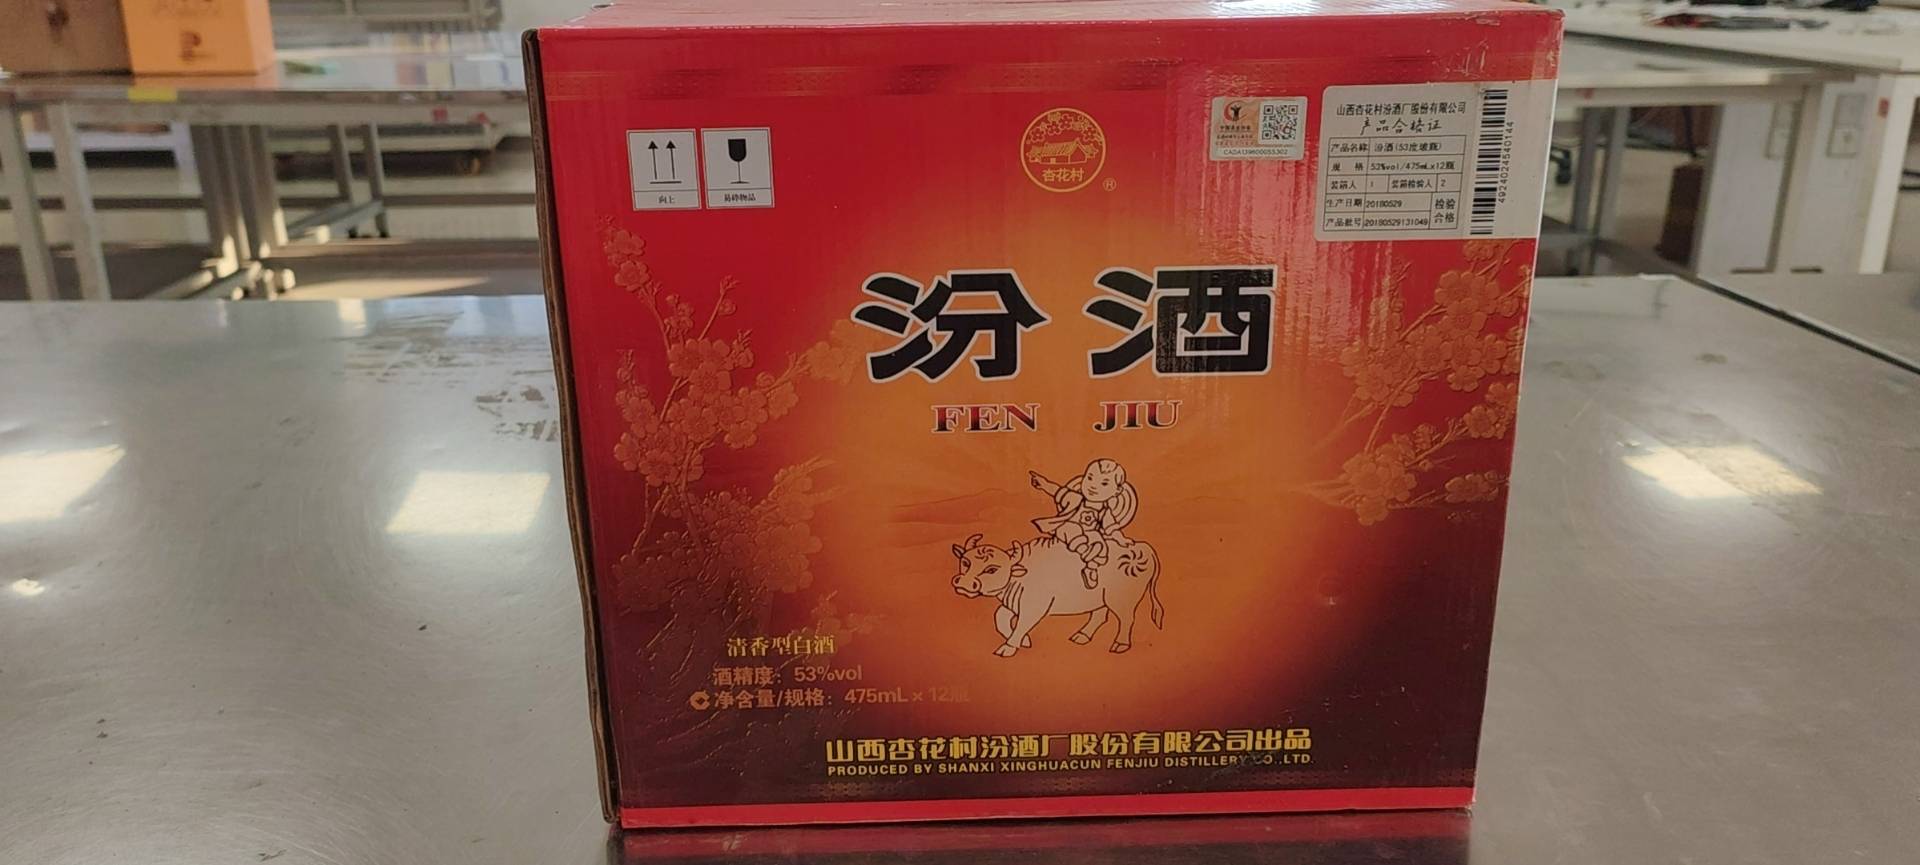 杏花村
®
向上
易碎物品
CADA139600055302
山西杏花村汾酒厂股份有限公司
产品合格证
产品名称 汾酒(53度玻瓶)
规 格 53%vol/475mL×12瓶
装箱人 1 装箱检验人 2
生产日期 20180529 检验
产品批号 20180529131049 合格
4924024540144
汾酒
FEN JIU
清香型白酒
酒精度：53%vol
净含量/规格：475mL×12瓶
山西杏花村汾酒厂股份有限公司出品
PRODUCED BY SHANXI XINGHUACUN FENJIU DISTILLERY CO.,LTD.